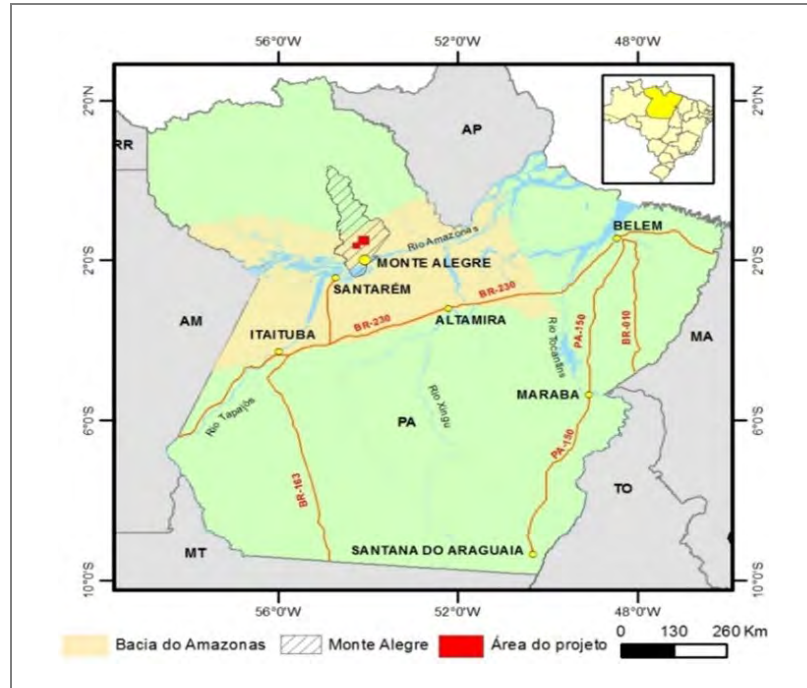 56°0'W 52°0'W 48°0'W
2°0'N
2°0'N
AP
RR
BELEM
Rio Amazonas
2°0'S
2°0'S
MONTE ALEGRE
SANTARÉM
BR-230
BR-230
AM
ALTAMIRA
ITAITUBA
PA-150
BR-010
MA
Rio Tocantins
MARABA
Rio Tapajós
Rio Xingu
6°0'S
6°0'S
PA
PA-150
BR-163
TO
MT
SANTANA DO ARAGUAIA
10°0'S
10°0'S
56°0'W 52°0'W 48°0'W
Bacia do Amazonas Monte Alegre Área do projeto
0 130 260 Km